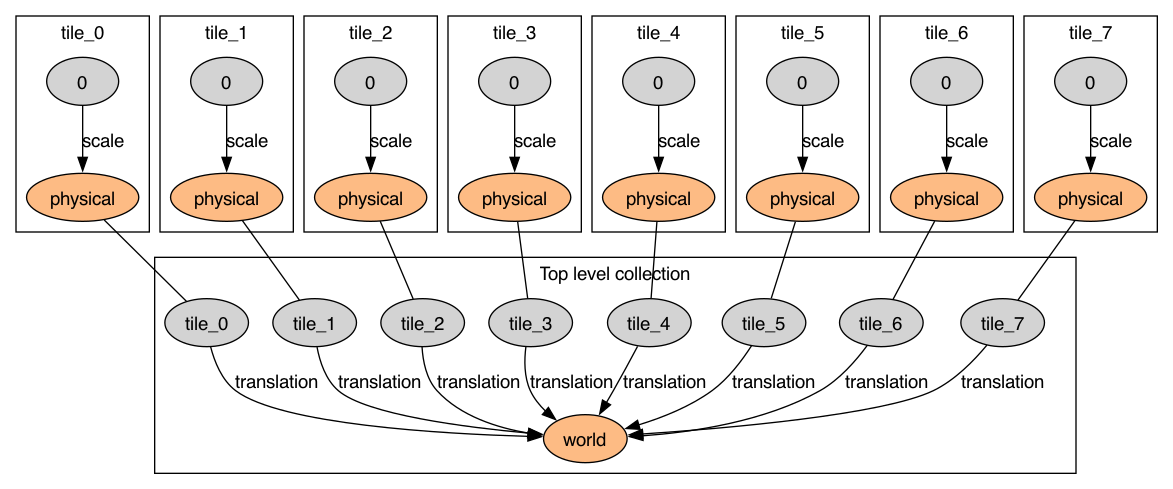 tile_0 tile_1 tile_2 tile_3 tile_4 tile_5 tile_6 tile_7
0 0 0 0 0 0 0 0
scale scale scale scale scale scale scale scale
physical physical physical physical physical physical physical physical
Top level collection
tile_0 tile_1 tile_2 tile_3 tile_4 tile_5 tile_6 tile_7
translation translation translation translation translation translation translation translation
world